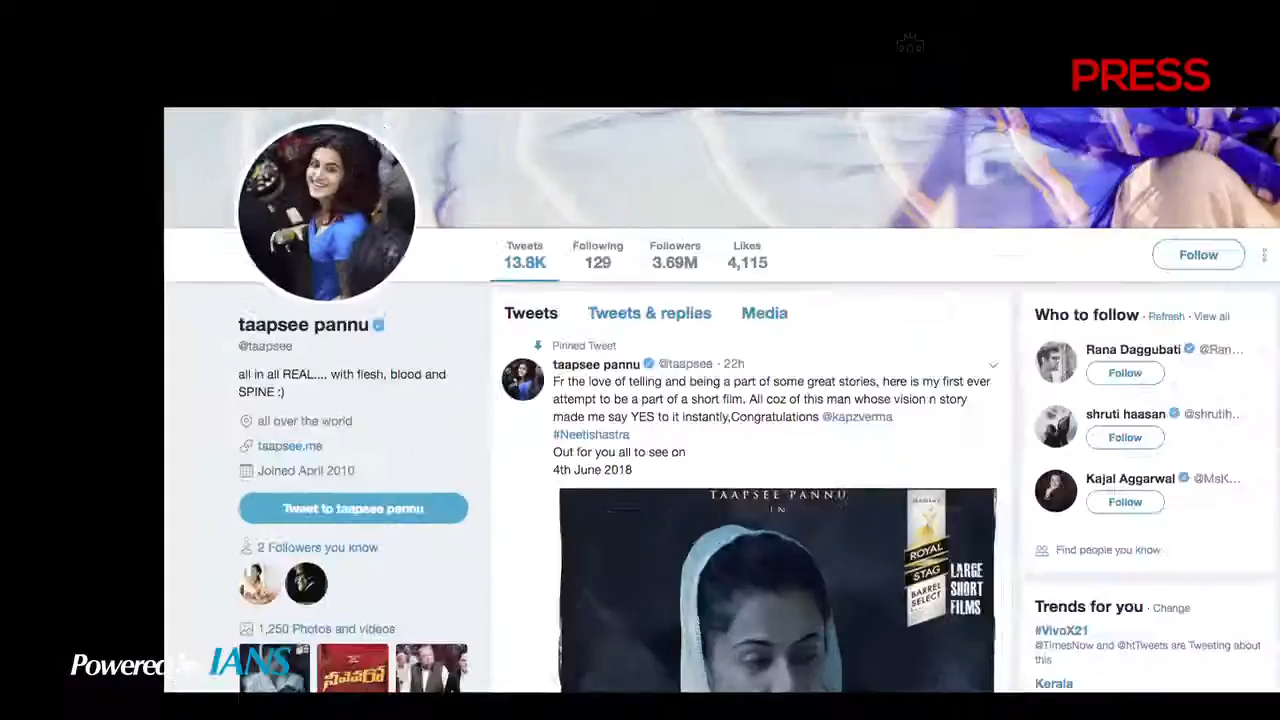 PRESS
Tweets
13.8K
Following
129
Followers
3.69M
Likes
4,115
Follow
taapsee pannu
@taapsee
all in all REAL.... with flesh, blood and
SPINE :)
all over the world
taapsee.me
Joined April 2010
Tweet to taapsee pannu
2 Followers you know
1,250 Photos and videos
నీవెవరో
Tweets Tweets & replies Media
Pinned Tweet
taapsee pannu @taapsee · 22h
Fr the love of telling and being a part of some great stories, here is my first ever
attempt to be a part of a short film. All coz of this man whose vision n story
made me say YES to it instantly,Congratulations @kapzverma
#Neetishastra
Out for you all to see on
4th June 2018
TAAPSEE PANNU
IN
ROYAL
STAG
BARREL
SELECT
LARGE
SHORT
FILMS
Who to follow · Refresh · View all
Rana Daggubati @Ran...
Follow
shruti haasan @shrutih...
Follow
Kajal Aggarwal @MsK...
Follow
Find people you know
Trends for you · Change
#VivoX21
@TimesNow and @htTweets are Tweeting about
this
Kerala
Powered
IANS